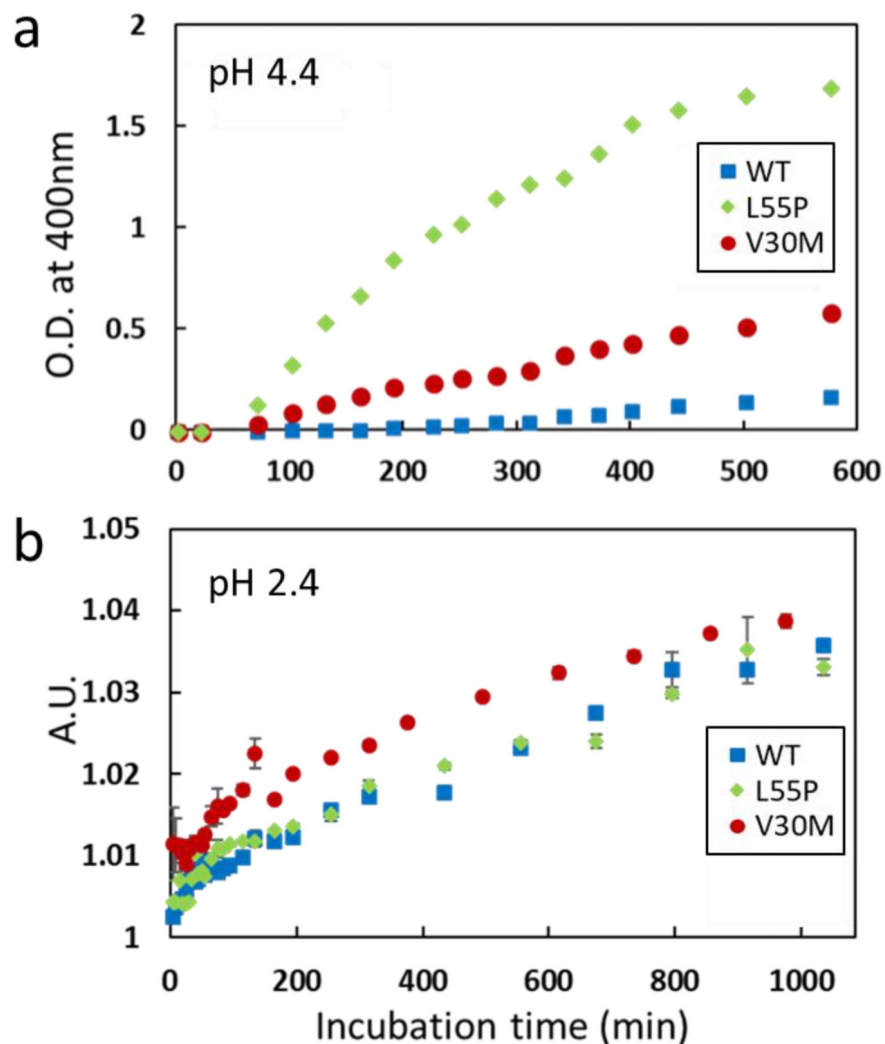 a
pH 4.4
O.D. at 400nm
2
1.5
1
0.5
0
0 100 200 300 400 500 600
WT
L55P
V30M
b
pH 2.4
A.U.
1.05
1.04
1.03
1.02
1.01
1
0 200 400 600 800 1000
WT
L55P
V30M
Incubation time (min)